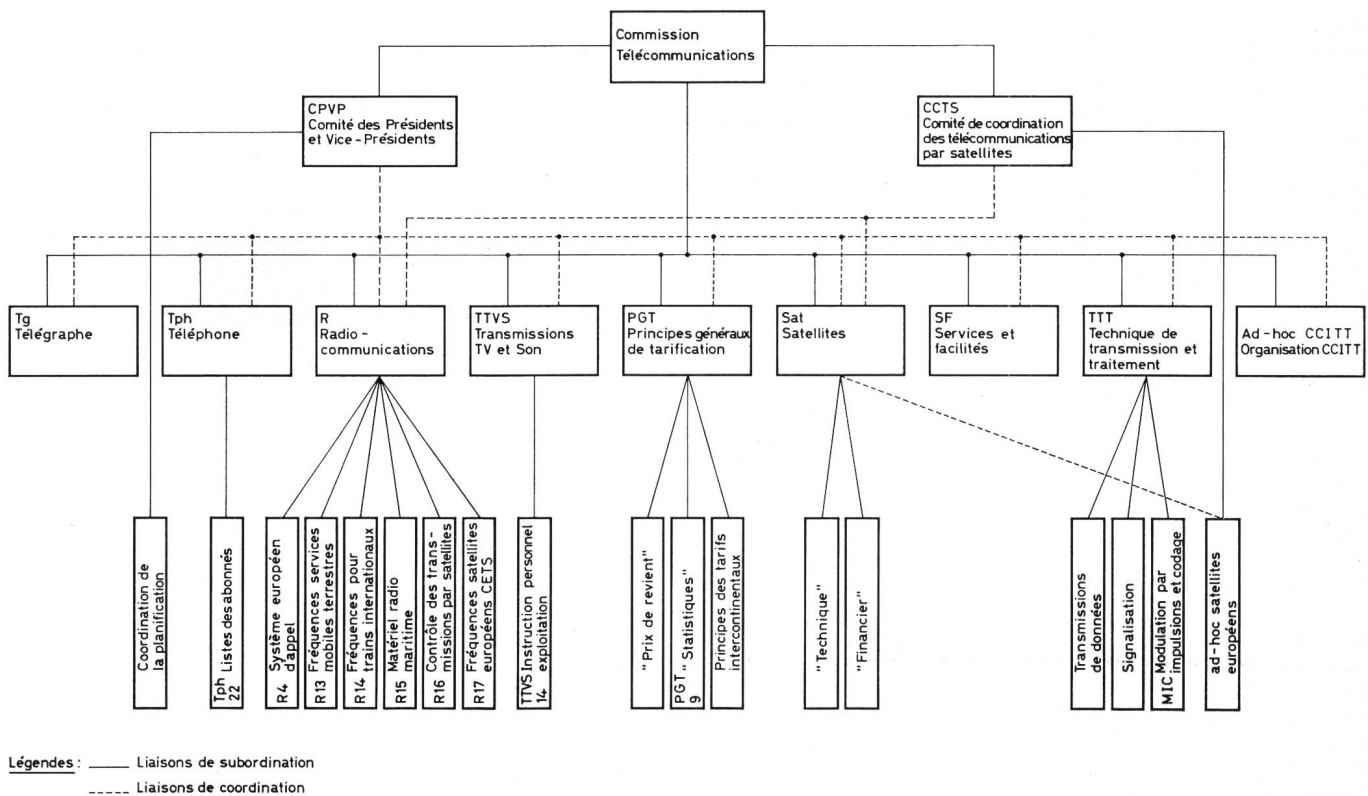 Commission
Télécommunications
CPVP
Comité des Présidents
et Vice-Présidents
CCTS
Comité de coordination
des télécommunications
par satellites
Tg
Télégraphe
Tph
Téléphone
R
Radio-
communications
TTVS
Transmissions
TV et Son
PGT
Principes généraux
de tarification
Sat
Satellites
SF
Services et
facilités
TTT
Technique de
transmission et
traitement
Ad-hoc CCITT
Organisation CCITT
Coordination de
la planification
Tph Listes des abonnés
22
R4 Système européen
d'appel
R13 Fréquences services
mobiles terrestres
R14 Fréquences pour
trains internationaux
R15 Matériel radio
maritime
R16 Contrôle des trans-
missions par satellites
R17 Fréquences satellites
européens CETS
TTVS Instruction personnel
14 exploitation
"Prix de revient"
PGT "Statistiques"
9
Principes des tarifs
intercontinentaux
"Technique"
"Financier"
Transmissions
de données
Signalisation
MIC Modulation par
impulsions et codage
ad-hoc satellites
européens
Légendes : Liaisons de subordination
Liaisons de coordination